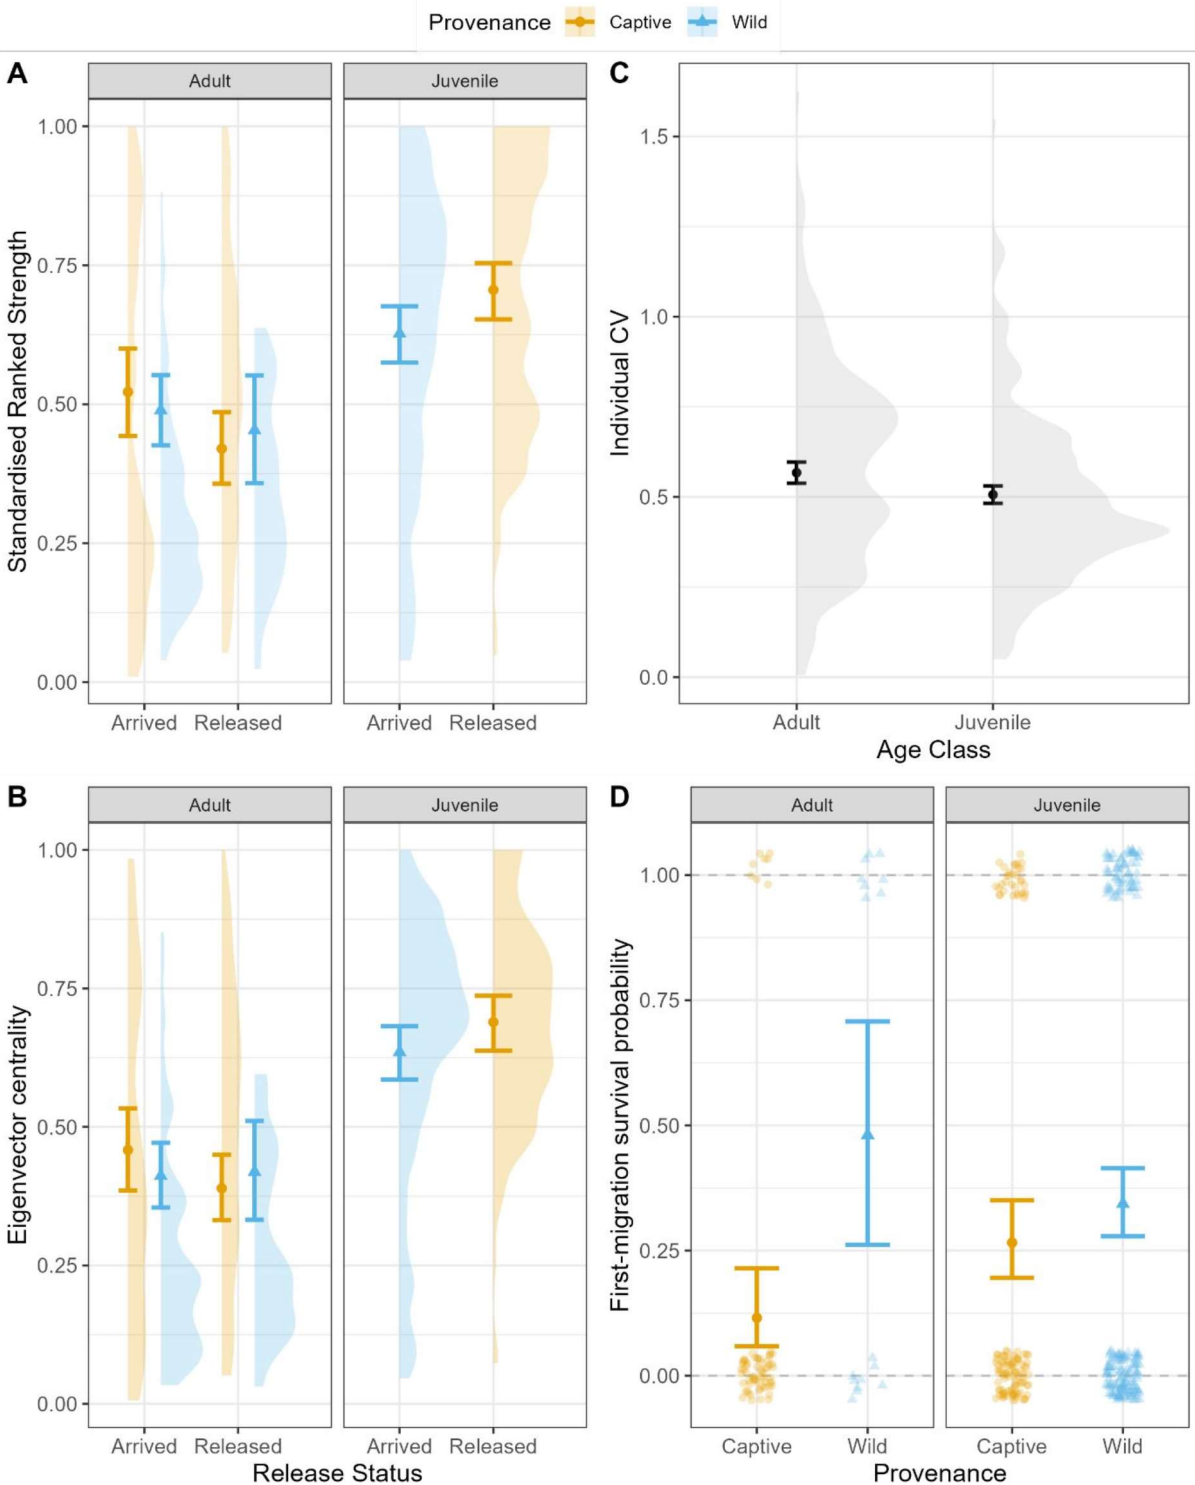 Provenance Captive Wild
A
Adult Juvenile
Standardised Ranked Strength
1.00
0.75
0.50
0.25
0.00
Arrived Released Arrived Released
C
Individual CV
1.5
1.0
0.5
0.0
Adult Juvenile
Age Class
B
Adult Juvenile
Eigenvector centrality
1.00
0.75
0.50
0.25
0.00
Arrived Released Arrived Released
Release Status
D
Adult Juvenile
First-migration survival probability
1.00
0.75
0.50
0.25
0.00
Captive Wild Captive Wild
Provenance